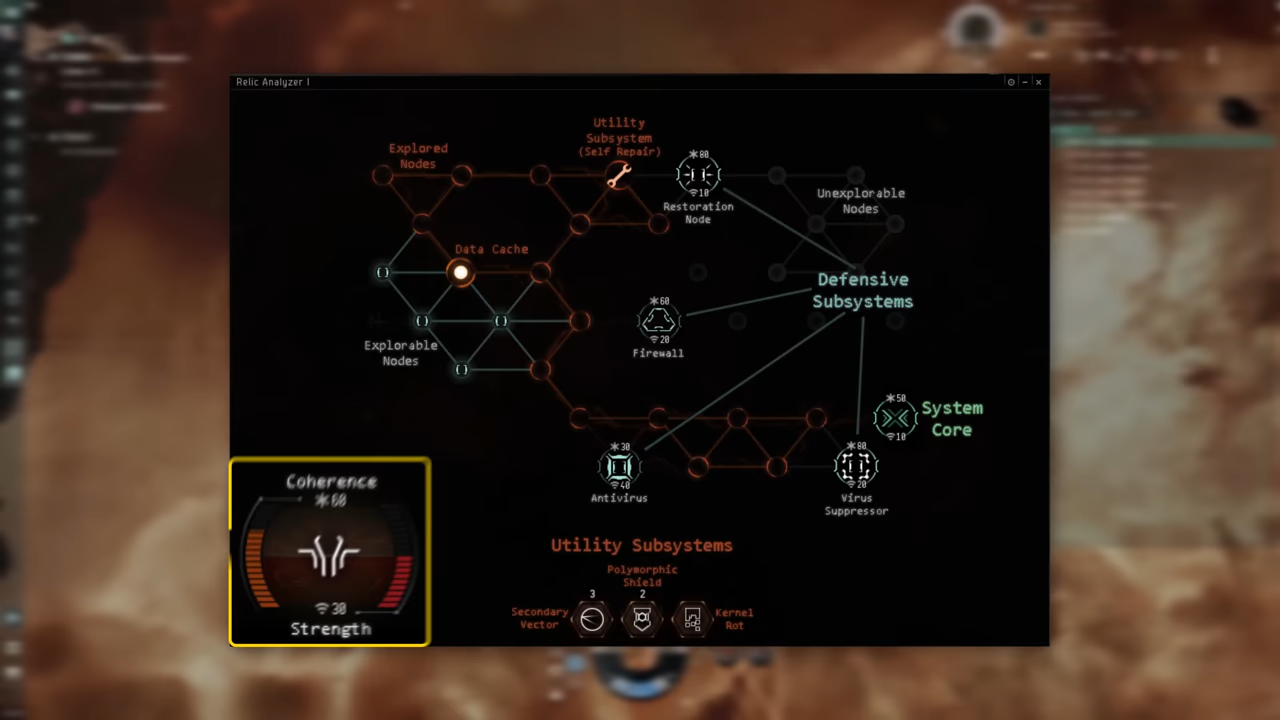 Relic Analyzer I
Utility
Subsystem
(Self Repair)
Explored
Nodes
80
10
Restoration
Node
Unexplorable
Nodes
Data Cache
Defensive
Subsystems
60
20
Firewall
Explorable
Nodes
50
10
System
Core
30
40
Antivirus
80
20
Virus
Suppressor
Coherence
60
30
Strength
Utility Subsystems
Polymorphic
Shield
3
2
Secondary
Vector
Kernel
Rot